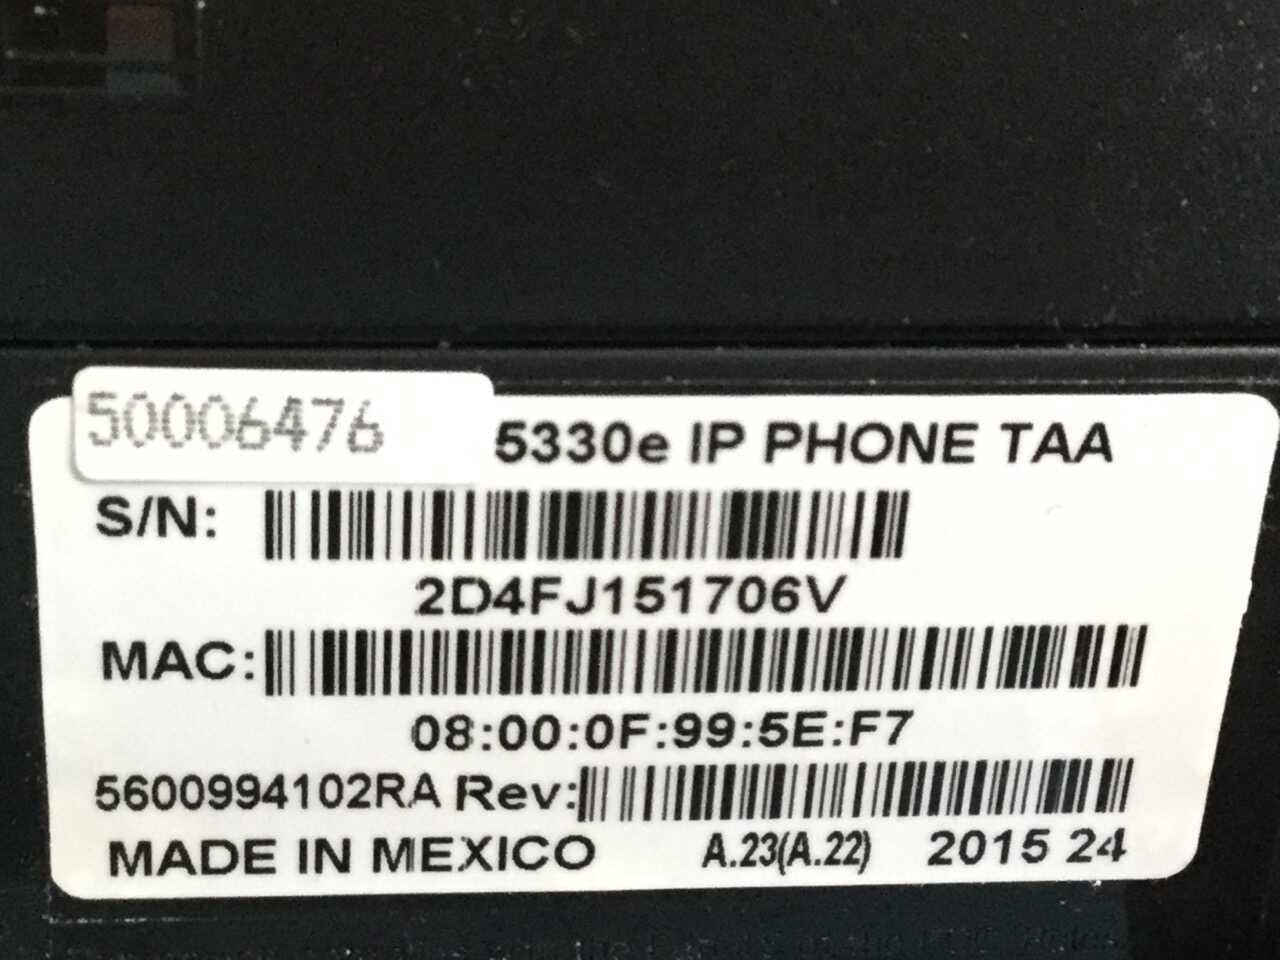 50006476
5330e IP PHONE TAA
S/N:
2D4FJ151706V
MAC:
08:00:0F:99:5E:F7
5600994102RA Rev:
MADE IN MEXICO A.23(A.22) 2015 24